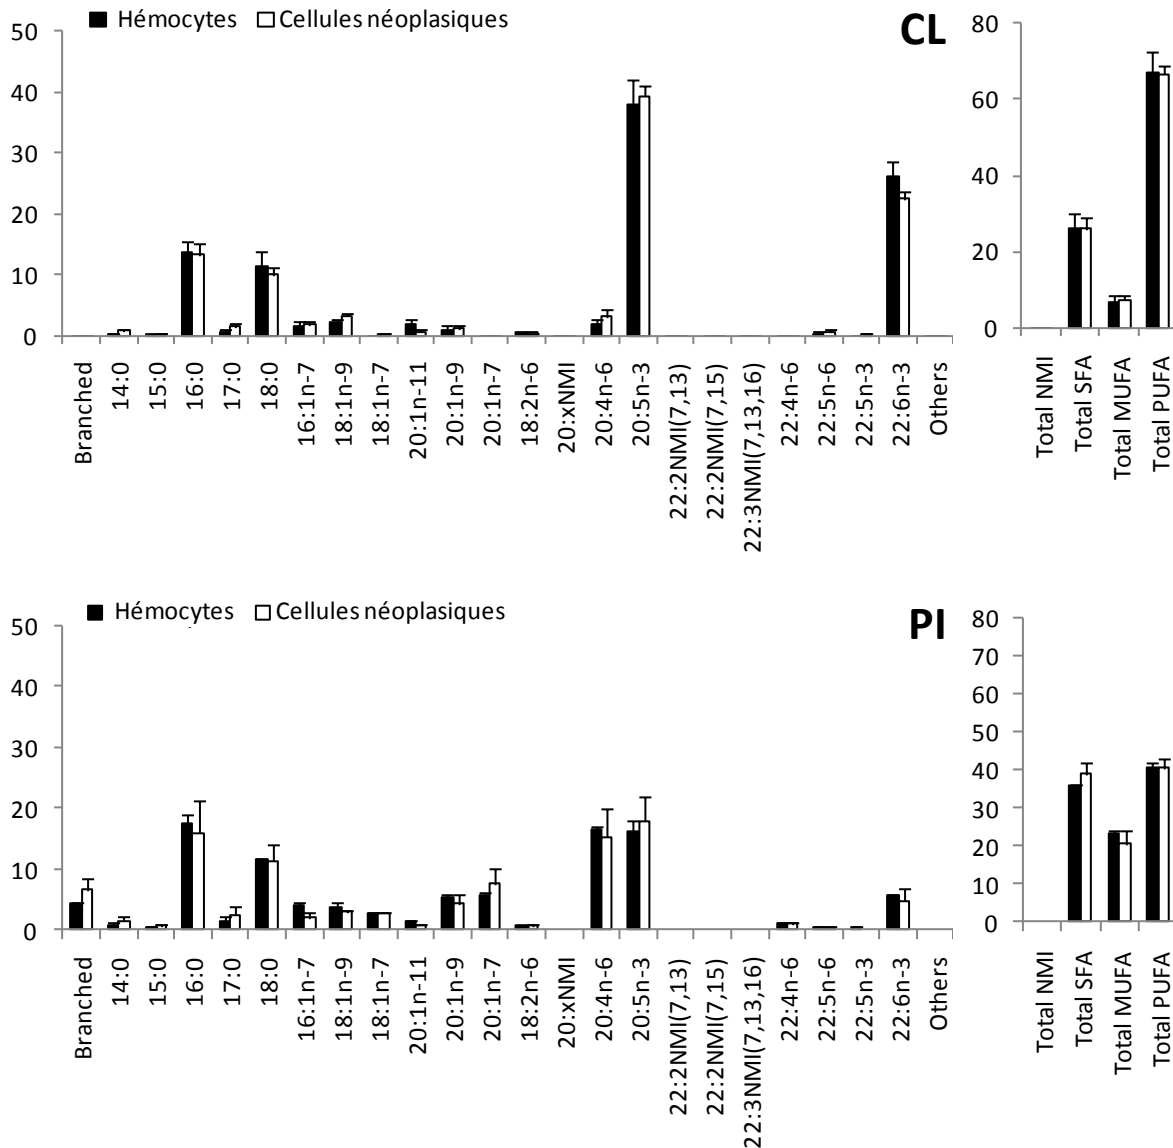 Hémocytes Cellules néoplasiques
CL
50
40
30
20
10
0
Branched
14:0
15:0
16:0
17:0
18:0
16:1n-7
18:1n-9
18:1n-7
20:1n-11
20:1n-9
20:1n-7
18:2n-6
20:xNMI
20:4n-6
20:5n-3
22:2NMI(7,13)
22:2NMI(7,15)
22:3NMI(7,13,16)
22:4n-6
22:5n-6
22:5n-3
22:6n-3
Others
80
60
40
20
0
Total NMI
Total SFA
Total MUFA
Total PUFA
Hémocytes Cellules néoplasiques
PI
50
40
30
20
10
0
Branched
14:0
15:0
16:0
17:0
18:0
16:1n-7
18:1n-9
18:1n-7
20:1n-11
20:1n-9
20:1n-7
18:2n-6
20:xNMI
20:4n-6
20:5n-3
22:2NMI(7,13)
22:2NMI(7,15)
22:3NMI(7,13,16)
22:4n-6
22:5n-6
22:5n-3
22:6n-3
Others
80
70
60
50
40
30
20
10
0
Total NMI
Total SFA
Total MUFA
Total PUFA